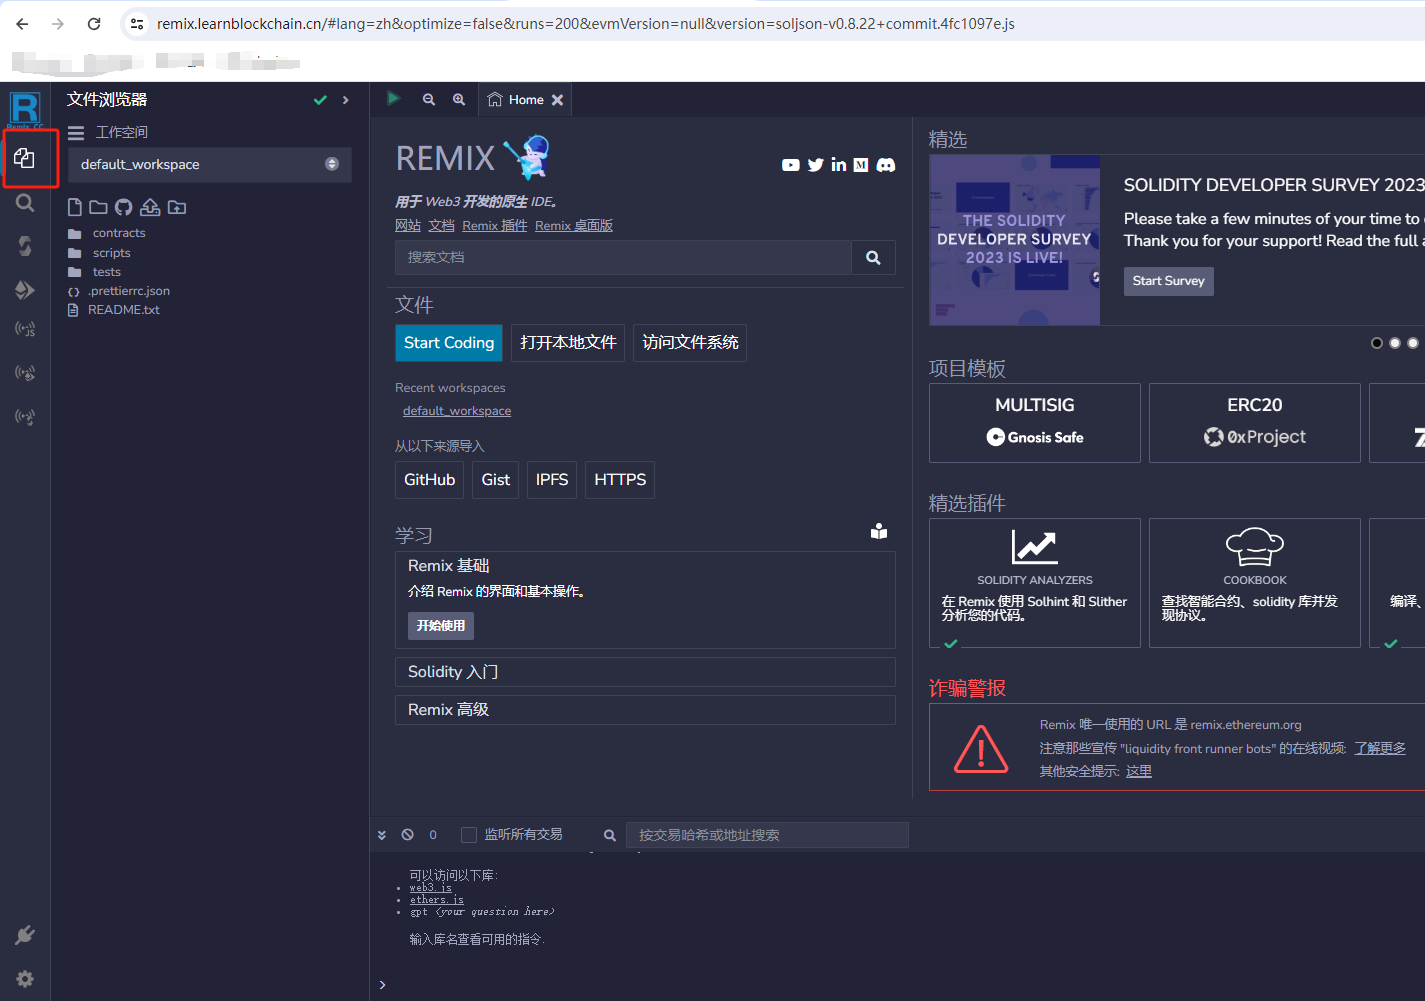 remix.learnblockchain.cn/#lang=zh&optimize=false&runs=200&evmVersion=null&version=soljson-v0.8.22+commit.4fc1097e.js
文件浏览器
工作空间
default_workspace
contracts
scripts
tests
.prettierrc.json
README.txt
Home
REMIX
用于 Web3 开发的原生 IDE。
网站 文档 Remix 插件 Remix 桌面版
搜索文档
文件
Start Coding 打开本地文件 访问文件系统
Recent workspaces
default_workspace
从以下来源导入
GitHub Gist IPFS HTTPS
学习
Remix 基础
介绍 Remix 的界面和基本操作。
开始使用
Solidity 入门
Remix 高级
精选
THE SOLIDITY
DEVELOPER SURVEY
2023 IS LIVE!
SOLIDITY DEVELOPER SURVEY 2023
Please take a few minutes of your time to
Thank you for your support! Read the full
Start Survey
项目模板
MULTISIG
Gnosis Safe
ERC20
0xProject
精选插件
SOLIDITY ANALYZERS
在 Remix 使用 Solhint 和 Slither
分析您的代码。
COOKBOOK
查找智能合约、solidity 库并发
现协议。
编译、
诈骗警报
Remix 唯一使用的 URL 是 remix.ethereum.org
注意那些宣传 "liquidity front runner bots" 的在线视频: 了解更多
其他安全提示: 这里
0 监听所有交易 按交易哈希或地址搜索
可以访问以下库:
web3.js
ethers.js
gpt <your question here>
输入库名查看可用的指令.
>